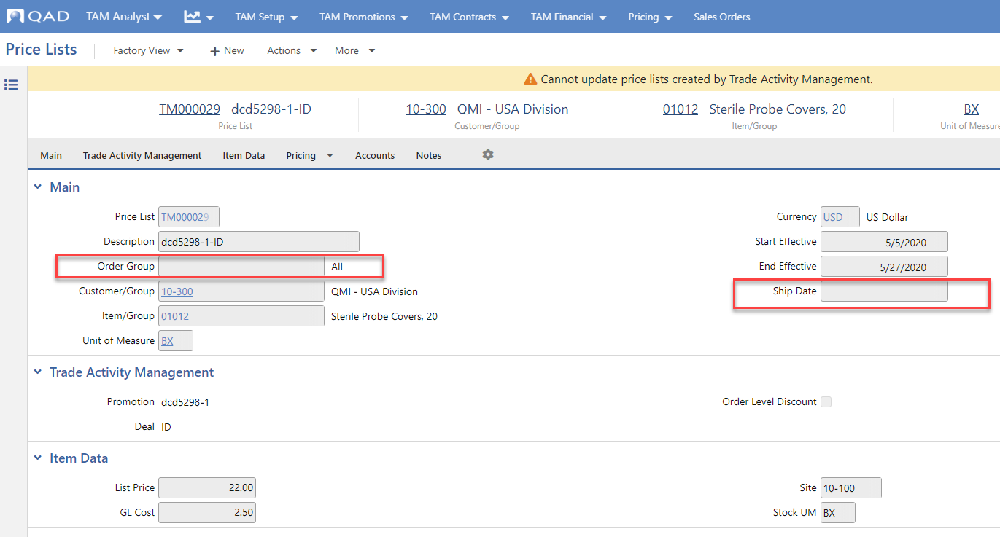 QAD TAM Analyst TAM Setup TAM Promotions TAM Contracts TAM Financial Pricing Sales Orders
Price Lists Factory View New Actions More
Cannot update price lists created by Trade Activity Management.
TM000029 dcd5298-1-ID 10-300 QMI - USA Division 01012 Sterile Probe Covers, 20 BX
Price List Customer/Group Item/Group Unit of Measure
Main Trade Activity Management Item Data Pricing Accounts Notes
Main
Price List TM000029 Currency USD US Dollar
Description dcd5298-1-ID Start Effective 5/5/2020
Order Group All End Effective 5/27/2020
Customer/Group 10-300 QMI - USA Division Ship Date
Item/Group 01012 Sterile Probe Covers, 20
Unit of Measure BX
Trade Activity Management
Promotion dcd5298-1 Order Level Discount
Deal ID
Item Data
List Price 22.00 Site 10-100
GL Cost 2.50 Stock UM BX